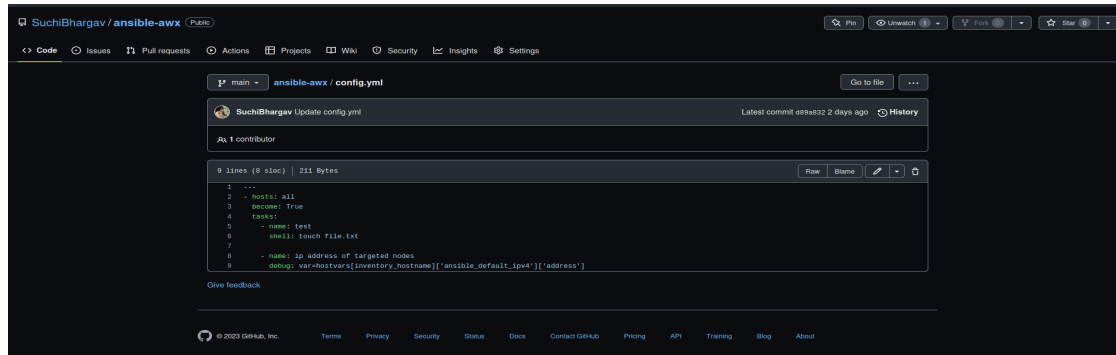 SuchiBhargav / ansible-awx Public
Pin Unwatch 1 Fork 0 Star 0
<> Code Issues Pull requests Actions Projects Wiki Security Insights Settings
main ansible-awx / config.yml Go to file ...
SuchiBhargav Update config.yml Latest commit d89a832 2 days ago History
1 contributor
9 lines (8 sloc) | 211 Bytes Raw Blame
1 ---
2 - hosts: all
3 become: True
4 tasks:
5 - name: test
6 shell: touch file.txt
7
8 - name: ip address of targeted nodes
9 debug: var=hostvars[inventory_hostname]['ansible_default_ipv4']['address']
Give feedback
© 2023 GitHub, Inc. Terms Privacy Security Status Docs Contact GitHub Pricing API Training Blog About